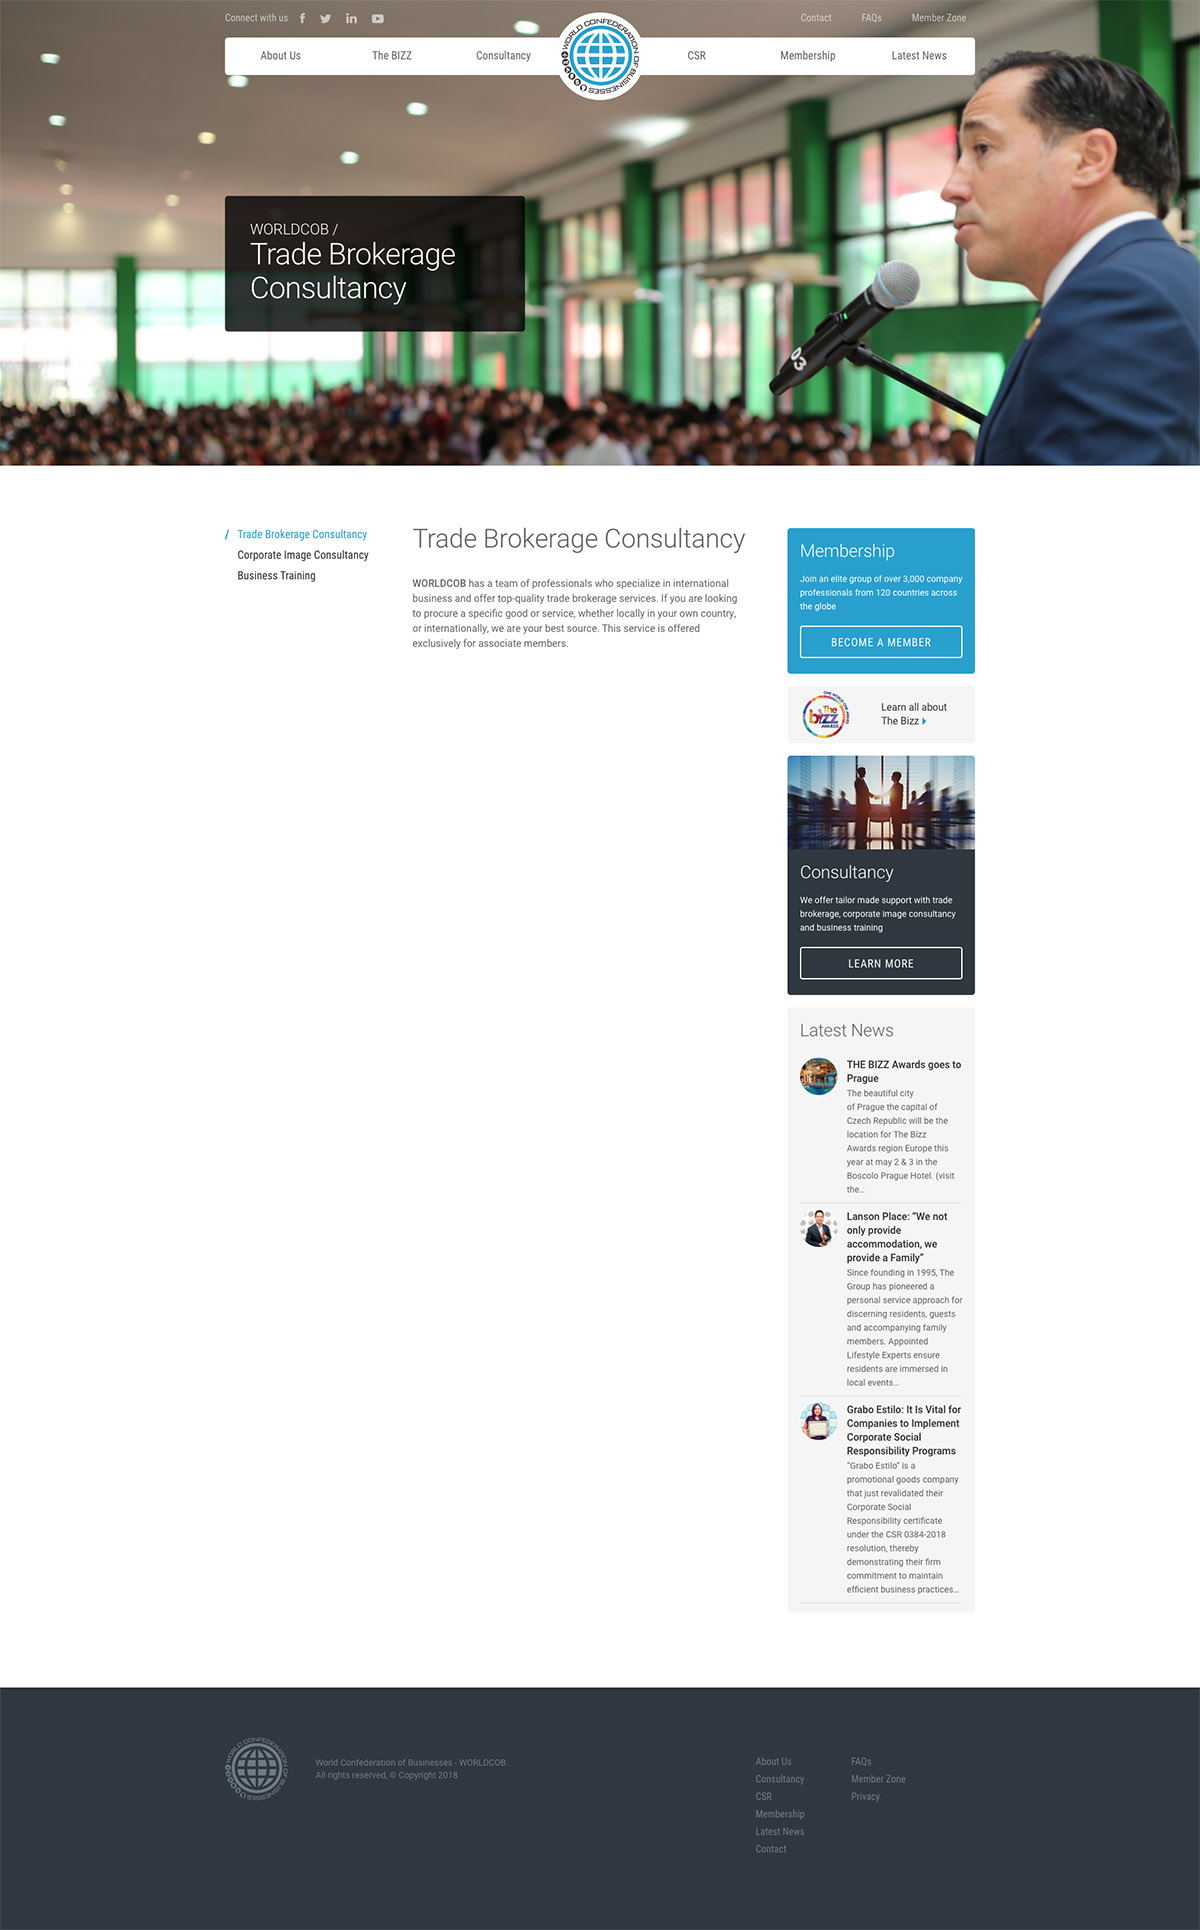 Connect with us
Contact
FAQs
Member Zone
About Us
The BIZZ
Consultancy
WORLD CONFEDERATION OF BUSINESSES
CSR
Membership
Latest News
WORLDCOB /
Trade Brokerage
Consultancy
03
/ Trade Brokerage Consultancy
Corporate Image Consultancy
Business Training
Trade Brokerage Consultancy
WORLDCOB has a team of professionals who specialize in international
business and offer top-quality trade brokerage services. If you are looking
to procure a specific good or service, whether locally in your own country,
or internationally, we are your best source. This service is offered
exclusively for associate members.
Membership
Join an elite group of over 3,000 company
professionals from 120 countries across
the globe
BECOME A MEMBER
ONE WORLD ONE AWARD
The
bizz
AWARDS
Learn all about
The Bizz
Consultancy
We offer tailor made support with trade
brokerage, corporate image consultancy
and business training
LEARN MORE
Latest News
THE BIZZ Awards goes to
Prague
The beautiful city
of Prague the capital of
Czech Republic will be the
location for The Bizz
Awards region Europe this
year at may 2 & 3 in the
Boscolo Prague Hotel. (visit
the...
Lanson Place: “We not
only provide
accommodation, we
provide a Family”
Since founding in 1995, The
Group has pioneered a
personal service approach for
discerning residents, guests
and accompanying family
members. Appointed
Lifestyle Experts ensure
residents are immersed in
local events...
Grabo Estilo: It Is Vital for
Companies to Implement
Corporate Social
Responsibility Programs
“Grabo Estilo” is a
promotional goods company
that just revalidated their
Corporate Social
Responsibility certificate
under the CSR 0384-2018
resolution, thereby
demonstrating their firm
commitment to maintain
efficient business practices...
WORLD CONFEDERATION OF BUSINESSES
World Confederation of Businesses - WORLDCOB.
All rights reserved, © Copyright 2018
About Us
Consultancy
CSR
Membership
Latest News
Contact
FAQs
Member Zone
Privacy